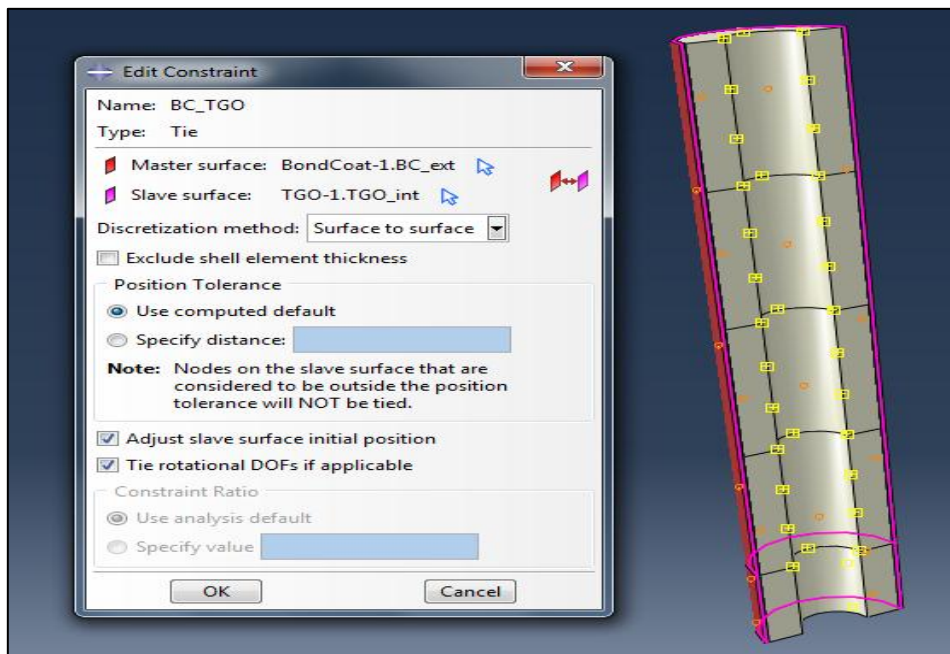 Edit Constraint
Name: BC_TGO
Type: Tie
Master surface: BondCoat-1.BC_ext
Slave surface: TGO-1.TGO_int
Discretization method: Surface to surface
Exclude shell element thickness
Position Tolerance
Use computed default
Specify distance:
Note: Nodes on the slave surface that are
considered to be outside the position
tolerance will NOT be tied.
Adjust slave surface initial position
Tie rotational DOFs if applicable
Constraint Ratio
Use analysis default
Specify value
OK Cancel